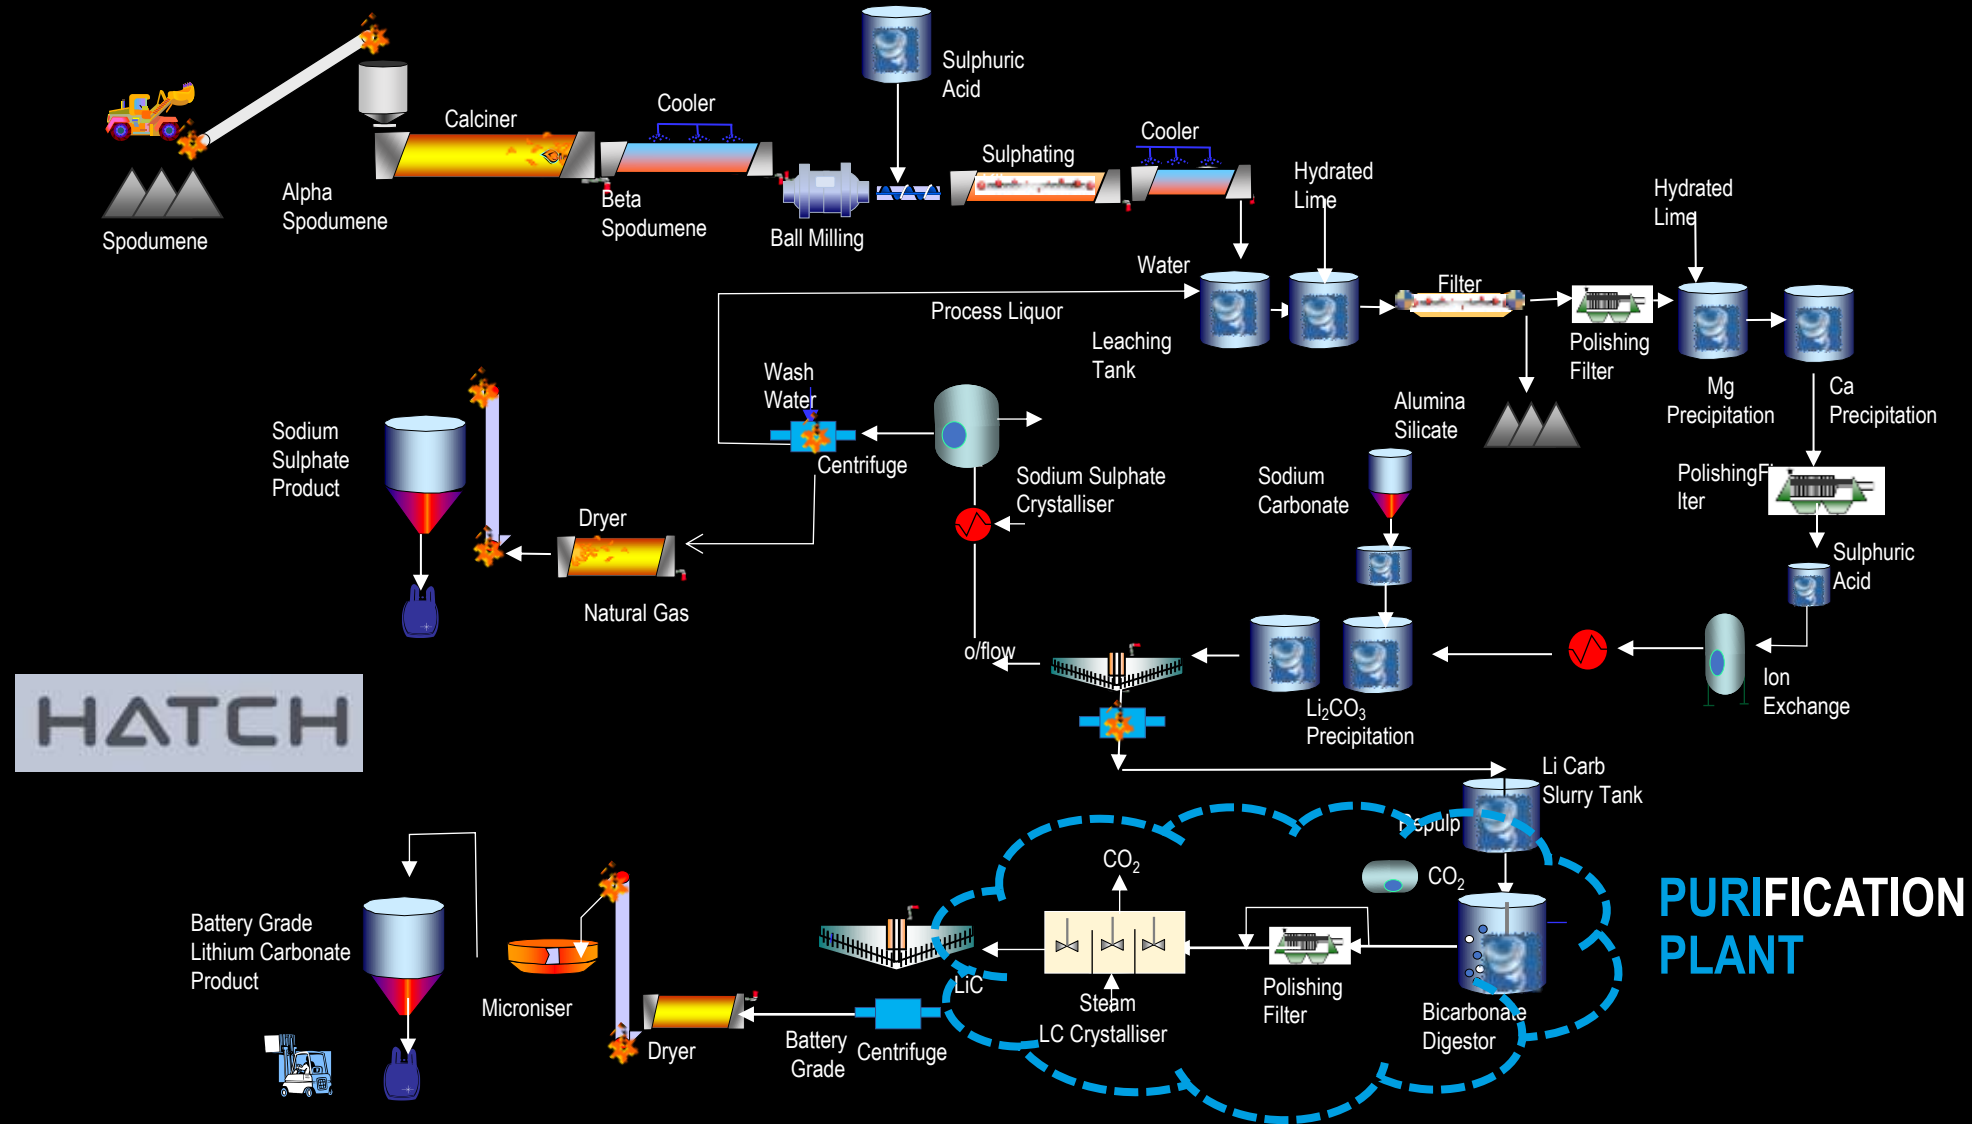 Sulphuric
Acid
Calciner
Cooler
Cooler
Sulphating
Hydrated
Lime
Hydrated
Lime
Alpha
Spodumene
Beta
Spodumene
Spodumene
Ball Milling
Water
Filter
Process Liquor
Leaching
Tank
Polishing
Filter
Wash
Water
Mg
Precipitation
Ca
Precipitation
Alumina
Silicate
Sodium
Sulphate
Product
Centrifuge
Sodium Sulphate
Crystalliser
Sodium
Carbonate
PolishingFi
lter
Dryer
Sulphuric
Acid
Natural Gas
o/flow
Ion
Exchange
HATCH
Li₂CO₃
Precipitation
Li Carb
Slurry Tank
Repulp
CO₂
CO₂
PURIFICATION
PLANT
Battery Grade
Lithium Carbonate
Product
LiC
Microniser
Steam
LC Crystalliser
Polishing
Filter
Bicarbonate
Digestor
Dryer
Battery
Grade
Centrifuge